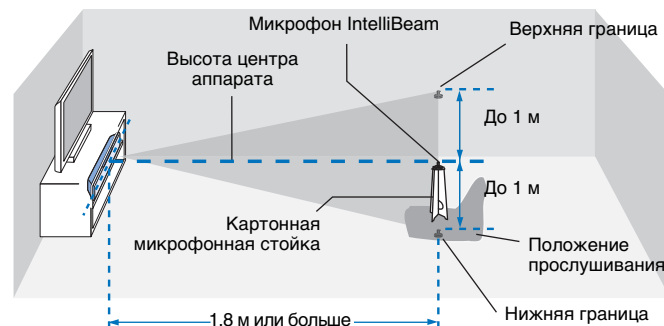 Микрофон IntelliBeam
Верхняя граница
Высота центра
аппарата
До 1 м
До 1 м
Картонная
микрофонная стойка
Положение
прослушивания
Нижняя граница
1.8 м или больше